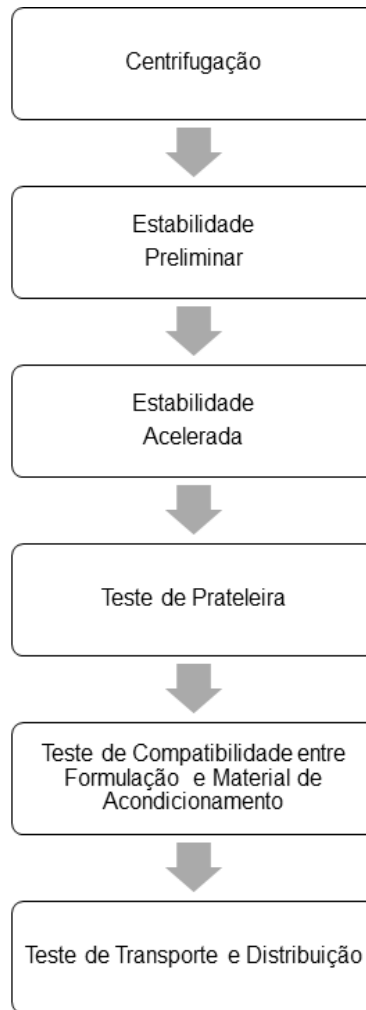 Centrifugação
Estabilidade
Preliminar
Estabilidade
Acelerada
Teste de Prateleira
Teste de Compatibilidade entre
Formulação e Material de
Acondicionamento
Teste de Transporte e Distribuição